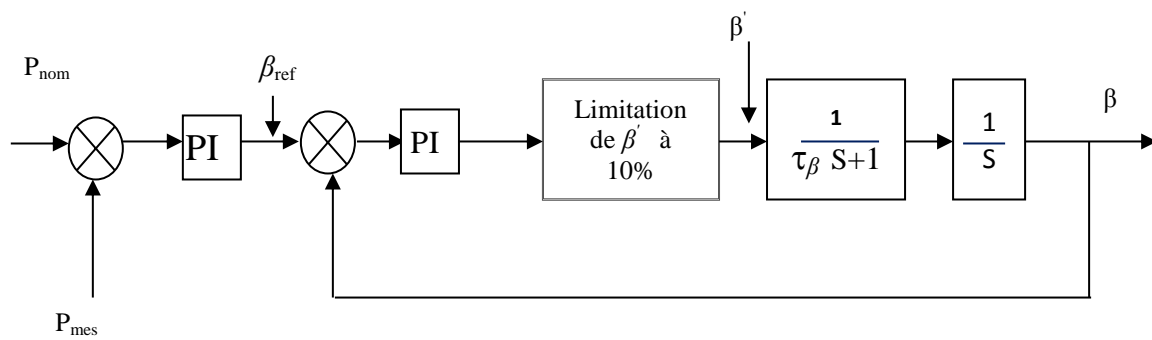 P_nom
β_ref
β'
β
PI
PI
Limitation
de β' à
10%
1
τ_β S+1
1
S
P_mes